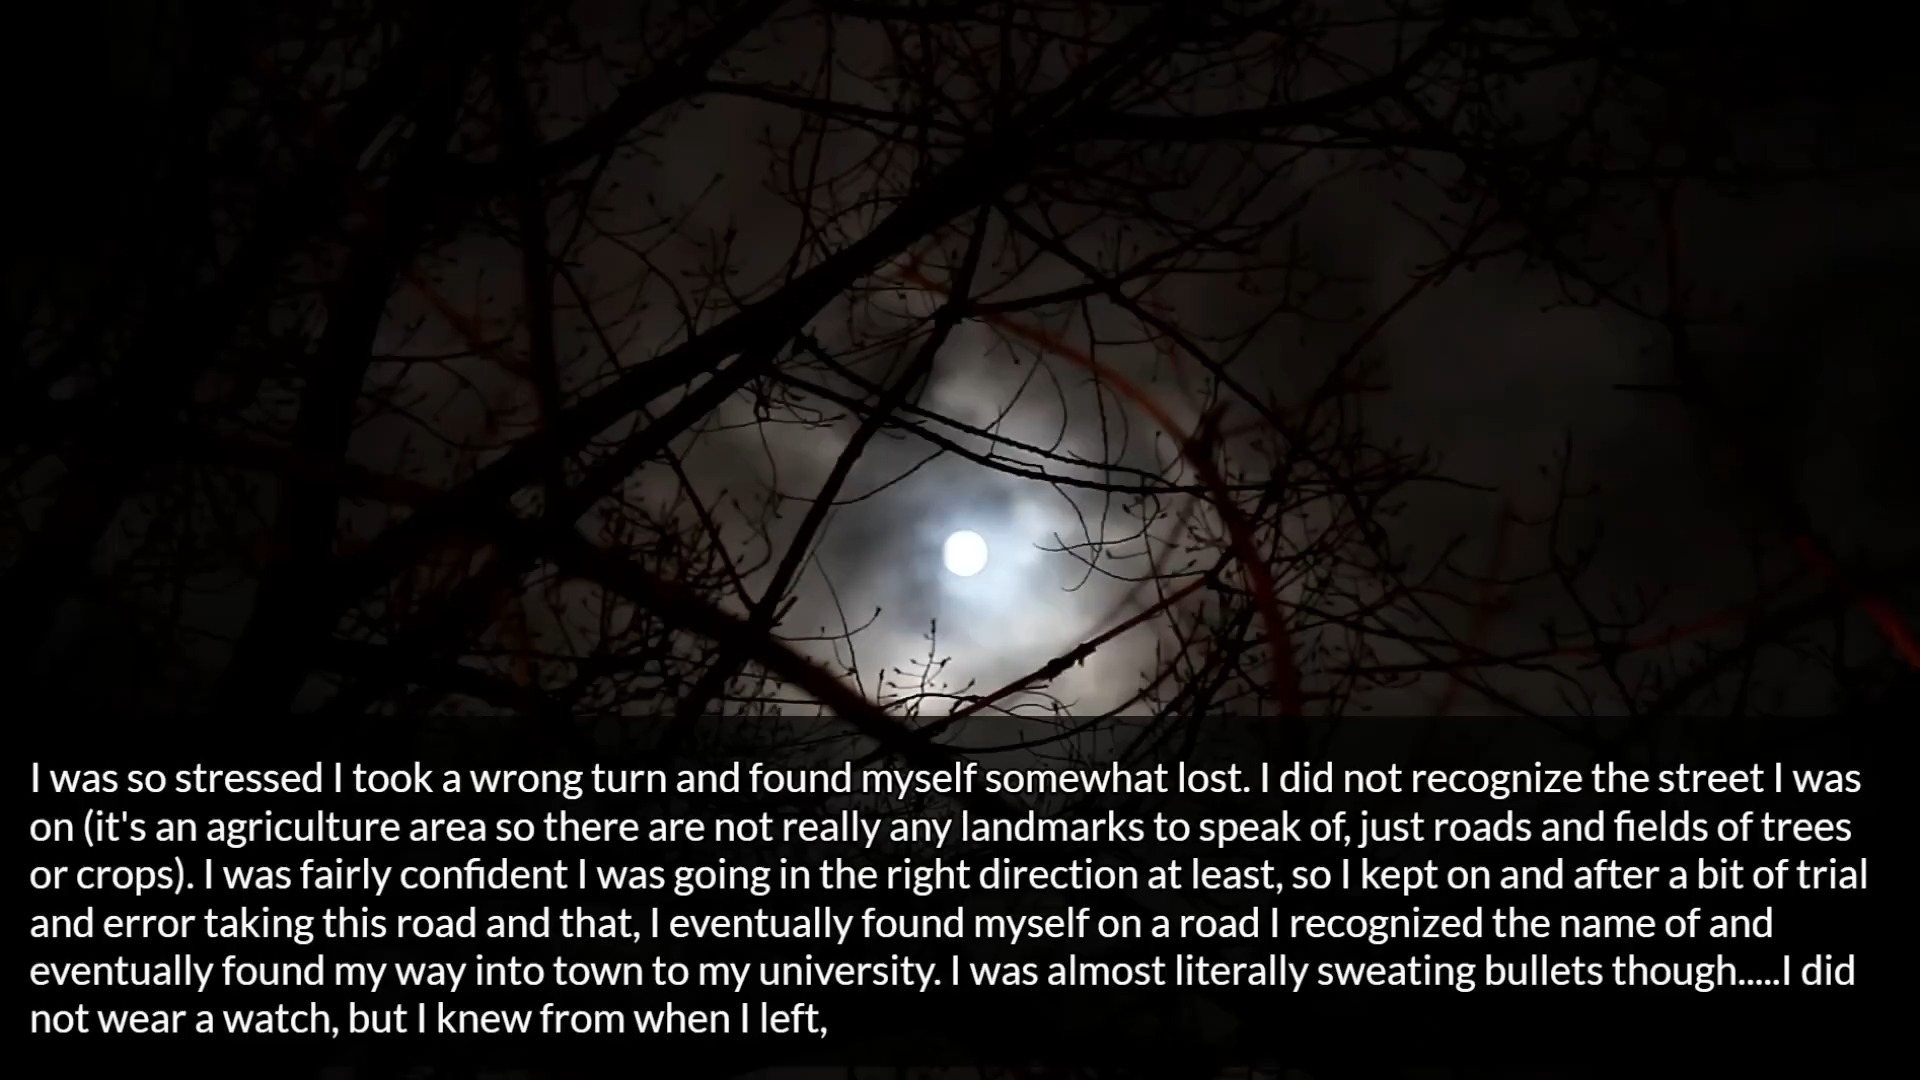 I was so stressed I took a wrong turn and found myself somewhat lost. I did not recognize the street I was
on (it's an agriculture area so there are not really any landmarks to speak of, just roads and fields of trees
or crops). I was fairly confident I was going in the right direction at least, so I kept on and after a bit of trial
and error taking this road and that, I eventually found myself on a road I recognized the name of and
eventually found my way into town to my university. I was almost literally sweating bullets though.....I did
not wear a watch, but I knew from when I left,